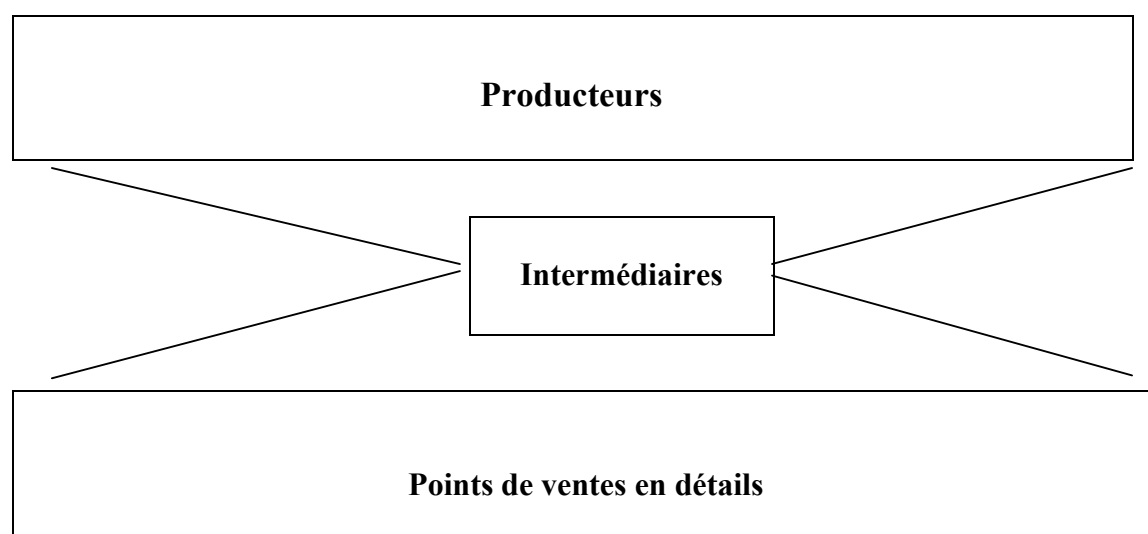 Producteurs
Intermédiaires
Points de ventes en détails